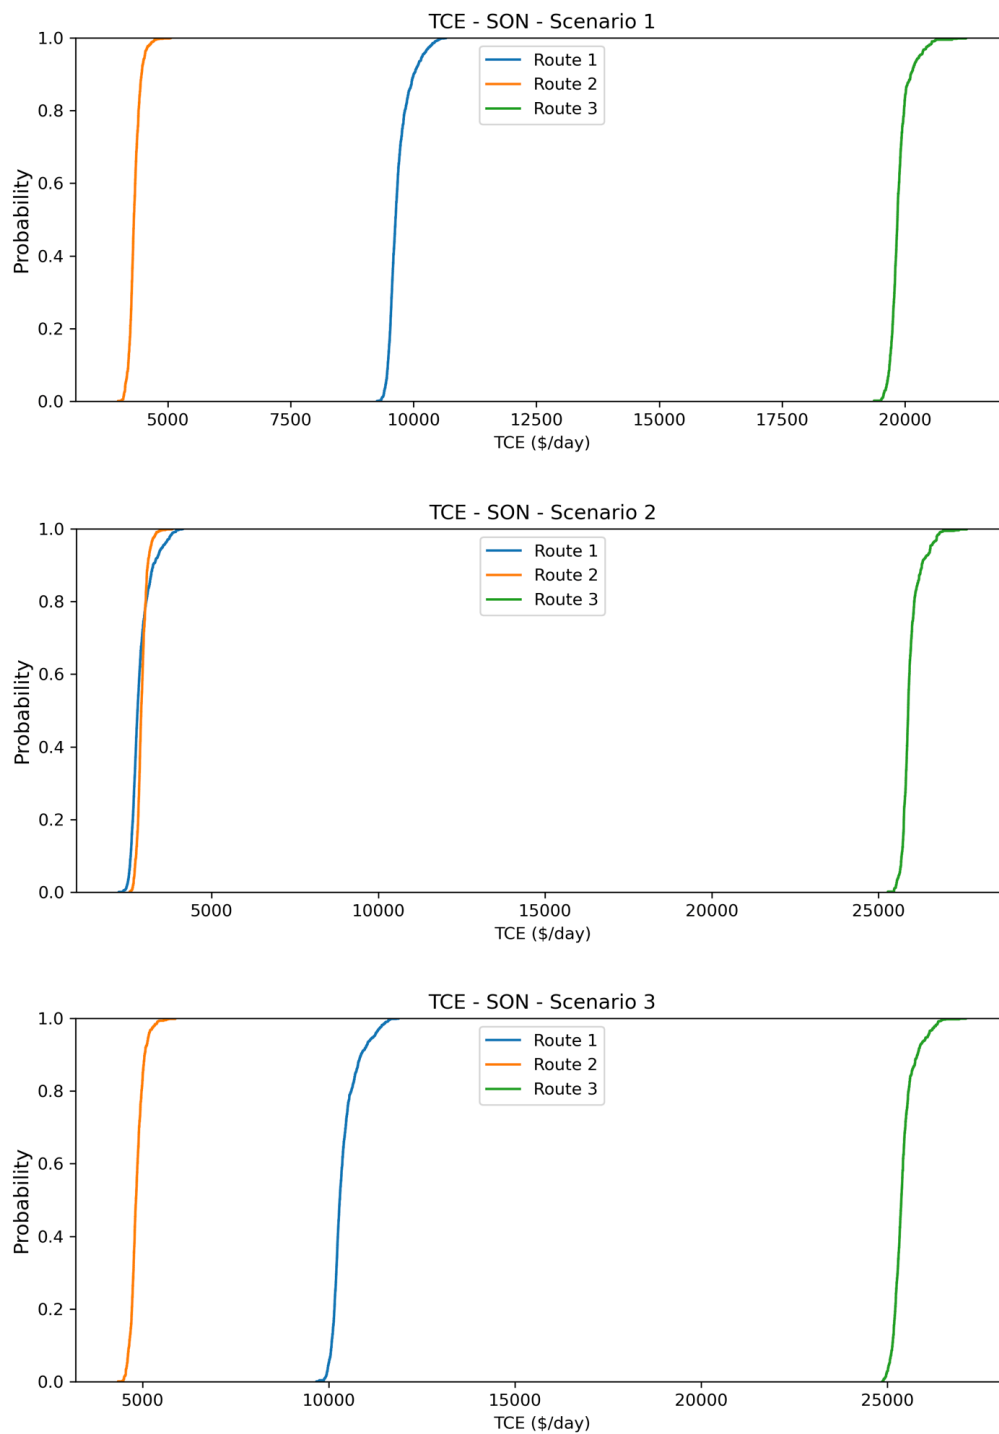 TCE - SON - Scenario 1
1.0
0.8
0.6
0.4
0.2
0.0
Probability
Route 1
Route 2
Route 3
5000 7500 10000 12500 15000 17500 20000
TCE ($/day)
TCE - SON - Scenario 2
1.0
0.8
0.6
0.4
0.2
0.0
Probability
Route 1
Route 2
Route 3
5000 10000 15000 20000 25000
TCE ($/day)
TCE - SON - Scenario 3
1.0
0.8
0.6
0.4
0.2
0.0
Probability
Route 1
Route 2
Route 3
5000 10000 15000 20000 25000
TCE ($/day)